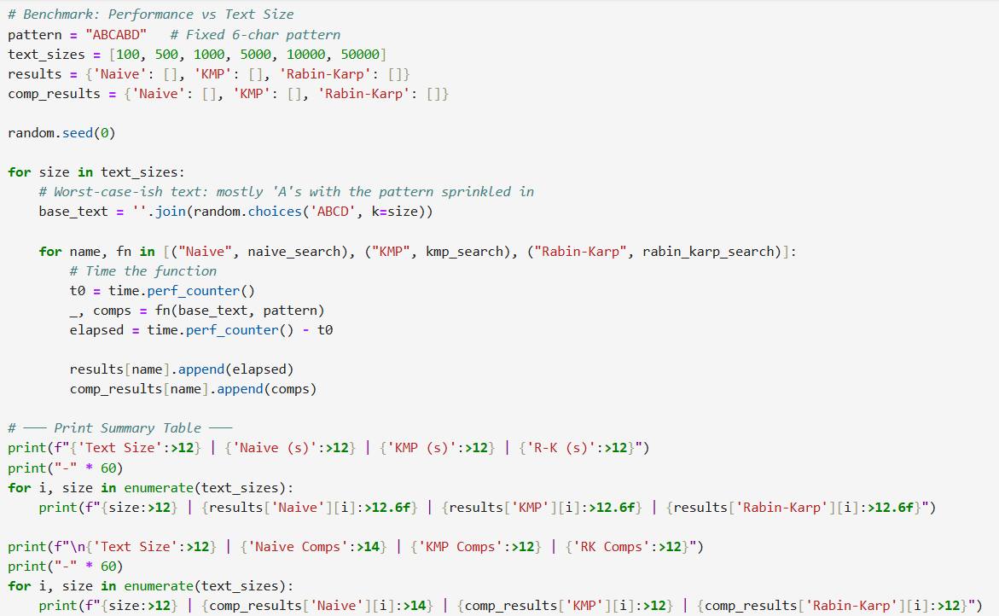 # Benchmark: Performance vs Text Size
pattern = "ABCABD"   # Fixed 6-char pattern
text_sizes = [100, 500, 1000, 5000, 10000, 50000]
results = {'Naive': [], 'KMP': [], 'Rabin-Karp': []}
comp_results = {'Naive': [], 'KMP': [], 'Rabin-Karp': []}

random.seed(0)

for size in text_sizes:
    # Worst-case-ish text: mostly 'A's with the pattern sprinkled in
    base_text = ''.join(random.choices('ABCD', k=size))

    for name, fn in [("Naive", naive_search), ("KMP", kmp_search), ("Rabin-Karp", rabin_karp_search)]:
        # Time the function
        t0 = time.perf_counter()
        _, comps = fn(base_text, pattern)
        elapsed = time.perf_counter() - t0

        results[name].append(elapsed)
        comp_results[name].append(comps)

# ─── Print Summary Table ───
print(f"{'Text Size':>12} | {'Naive (s)':>12} | {'KMP (s)':>12} | {'R-K (s)':>12}")
print("-" * 60)
for i, size in enumerate(text_sizes):
    print(f"{size:>12} | {results['Naive'][i]:>12.6f} | {results['KMP'][i]:>12.6f} | {results['Rabin-Karp'][i]:>12.6f}")

print(f"\n{'Text Size':>12} | {'Naive Comps':>14} | {'KMP Comps':>12} | {'RK Comps':>12}")
print("-" * 60)
for i, size in enumerate(text_sizes):
    print(f"{size:>12} | {comp_results['Naive'][i]:>14} | {comp_results['KMP'][i]:>12} | {comp_results['Rabin-Karp'][i]:>12}")